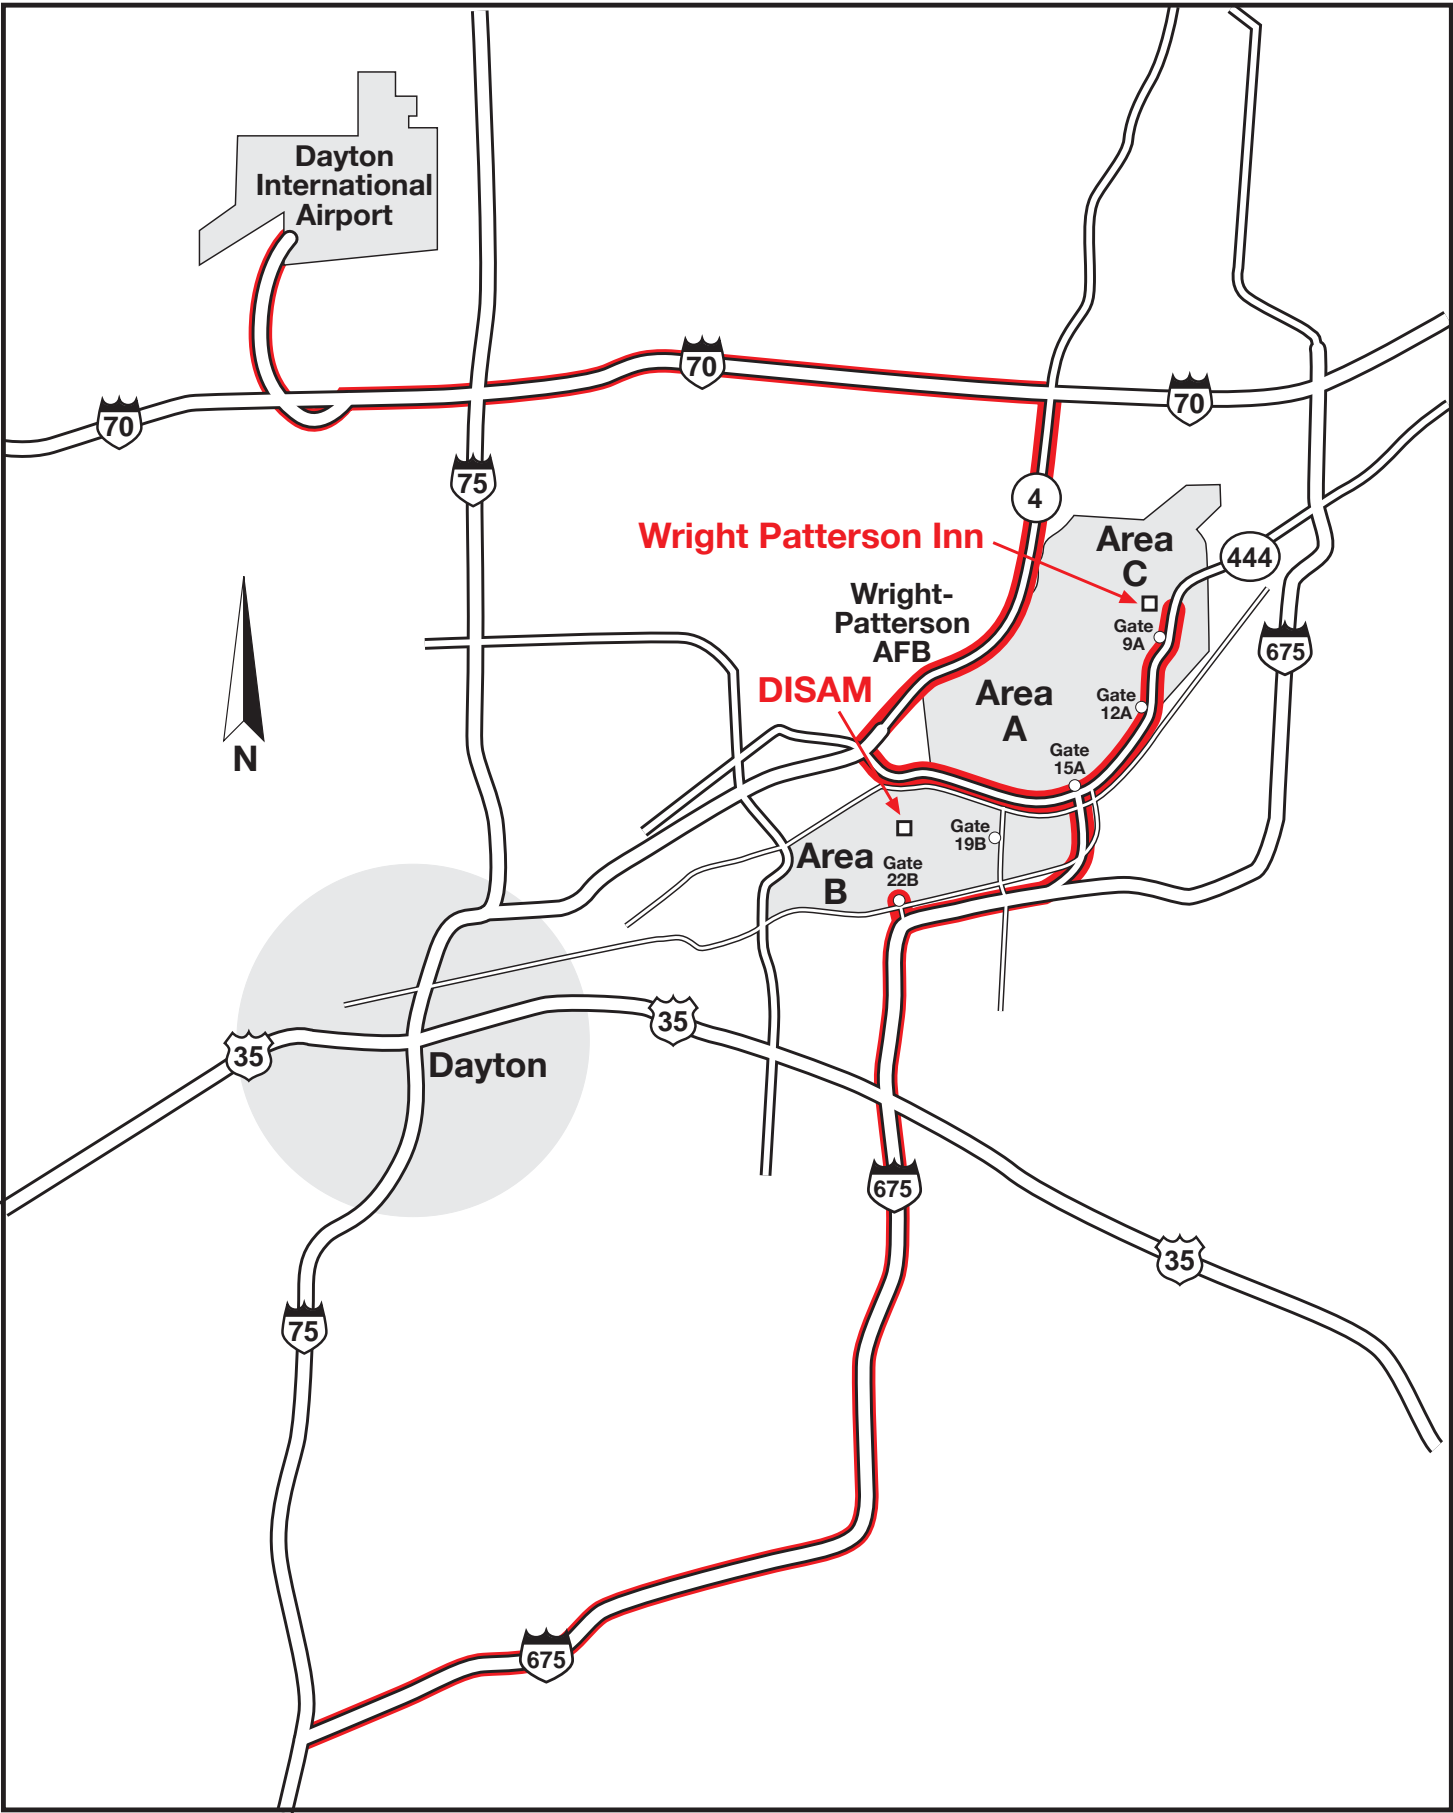 Dayton
International
Airport
70
70
70
75
4
Wright Patterson Inn
Area
C
444
Wright-
Patterson
AFB
Gate
9A
675
DISAM
Area
A
Gate
12A
N
Gate
15A
Gate
19B
Area
B
Gate
22B
35
35
Dayton
675
35
75
675